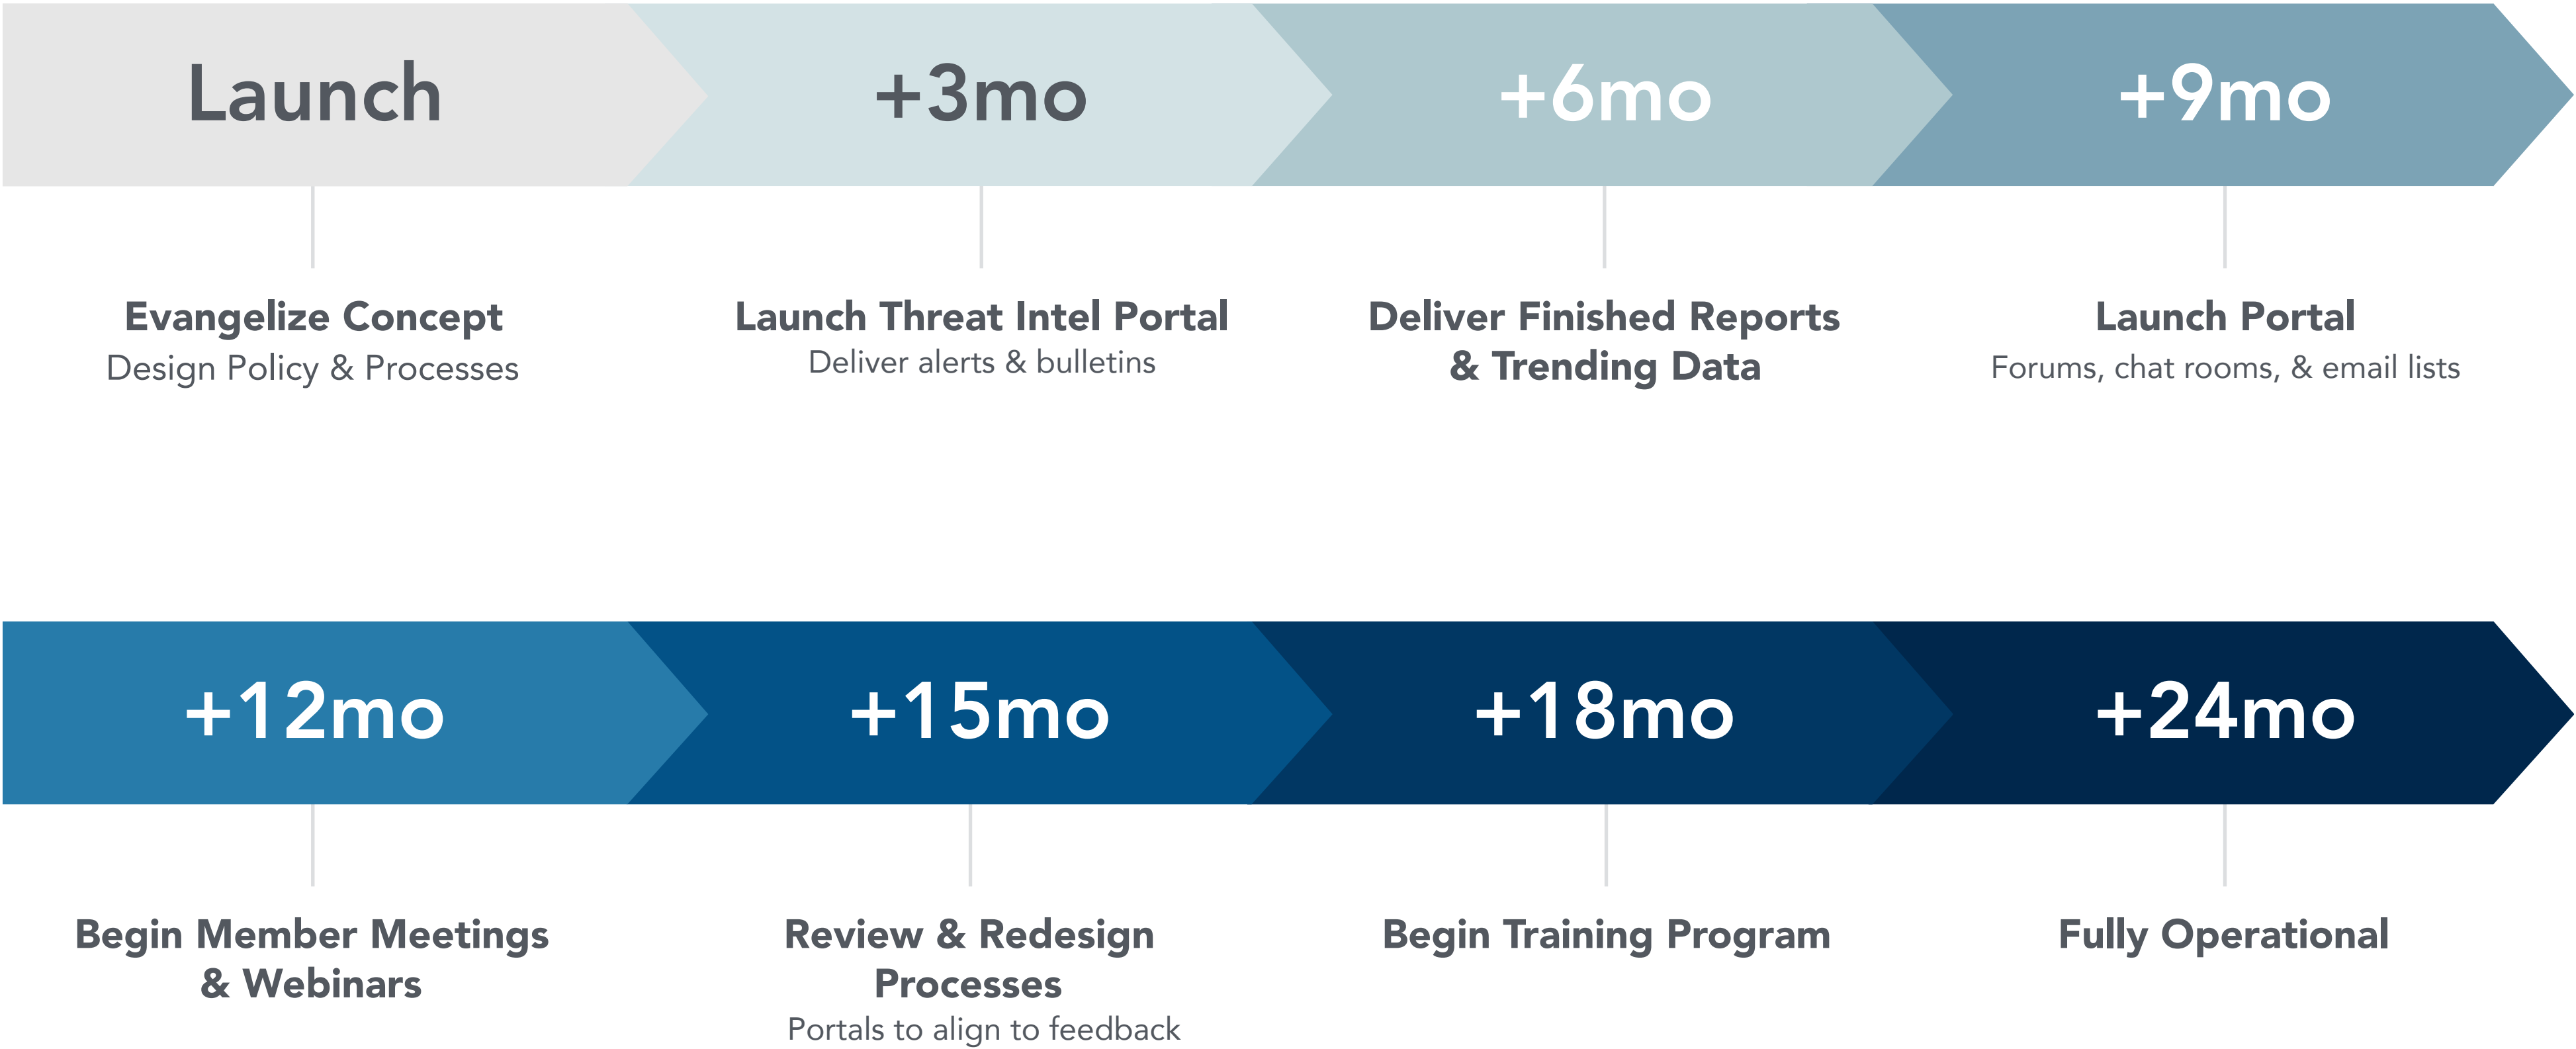 Launch
+3mo
+6mo
+9mo
Evangelize Concept
Design Policy & Processes
Launch Threat Intel Portal
Deliver alerts & bulletins
Deliver Finished Reports
& Trending Data
Launch Portal
Forums, chat rooms, & email lists
+12mo
+15mo
+18mo
+24mo
Begin Member Meetings
& Webinars
Review & Redesign
Processes
Portals to align to feedback
Begin Training Program
Fully Operational